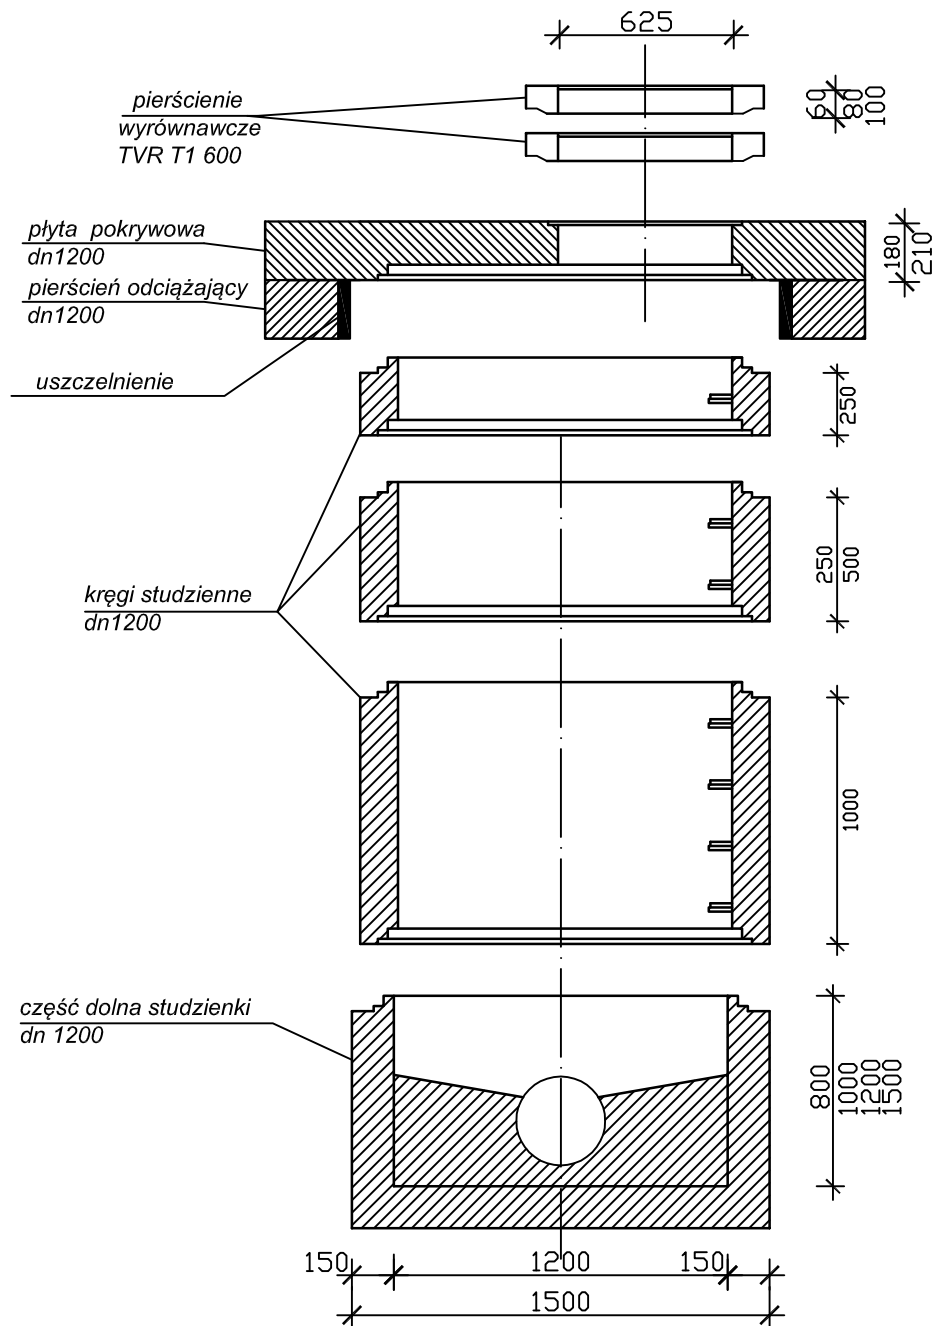 625
pierścienie
wyrównawcze
TVR T1 600
60
80
100
płyta pokrywowa
dn1200
180
210
pierścień odciążający
dn1200
uszczelnienie
250
250
500
kręgi studzienne
dn1200
1000
część dolna studzienki
dn 1200
800
1000
1200
1500
150
1200
150
1500